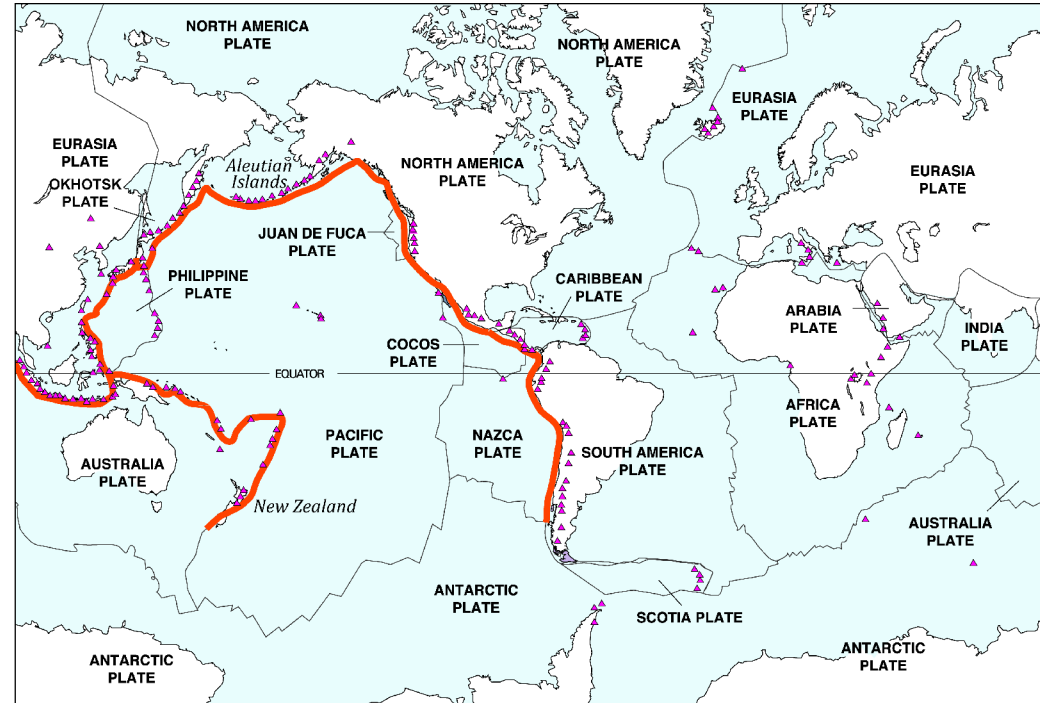 NORTH AMERICA
PLATE
NORTH AMERICA
PLATE
EURASIA
PLATE
EURASIA
PLATE
Aleutian
Islands
NORTH AMERICA
PLATE
EURASIA
PLATE
OKHOTSK
PLATE
JUAN DE FUCA
PLATE
PHILIPPINE
PLATE
CARIBBEAN
PLATE
ARABIA
PLATE
INDIA
PLATE
COCOS
PLATE
EQUATOR
AFRICA
PLATE
PACIFIC
PLATE
NAZCA
PLATE
SOUTH AMERICA
PLATE
AUSTRALIA
PLATE
New Zealand
AUSTRALIA
PLATE
ANTARCTIC
PLATE
SCOTIA PLATE
ANTARCTIC
PLATE
ANTARCTIC
PLATE